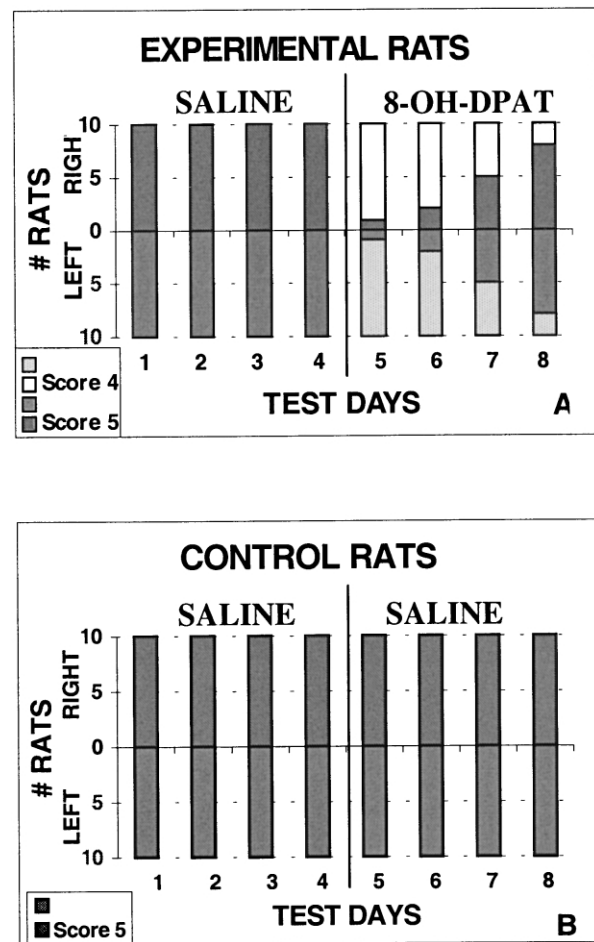 EXPERIMENTAL RATS
SALINE 8-OH-DPAT
# RATS
RIGH
LEFT
10
5
0
5
10
1 2 3 4 5 6 7 8
Score 4
Score 5
TEST DAYS
A
CONTROL RATS
SALINE SALINE
# RATS
RIGHT
LEFT
10
5
0
5
10
1 2 3 4 5 6 7 8
Score 5
TEST DAYS
B